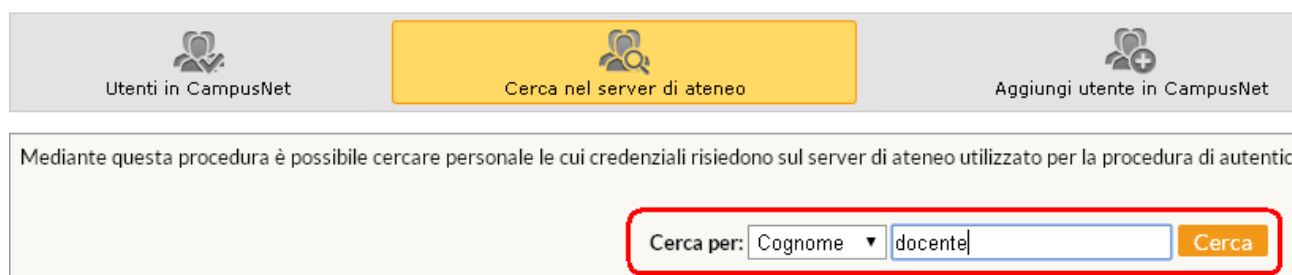 Utenti in CampusNet
Cerca nel server di ateneo
Aggiungi utente in CampusNet
Mediante questa procedura è possibile cercare personale le cui credenziali risiedono sul server di ateneo utilizzato per la procedura di autentic
Cerca per: Cognome docente Cerca